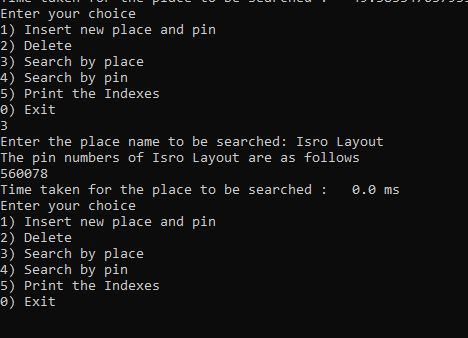 Time taken for the place to be searched :
Enter your choice
1) Insert new place and pin
2) Delete
3) Search by place
4) Search by pin
5) Print the Indexes
0) Exit
3
Enter the place name to be searched: Isro Layout
The pin numbers of Isro Layout are as follows
560078
Time taken for the place to be searched :   0.0 ms
Enter your choice
1) Insert new place and pin
2) Delete
3) Search by place
4) Search by pin
5) Print the Indexes
0) Exit